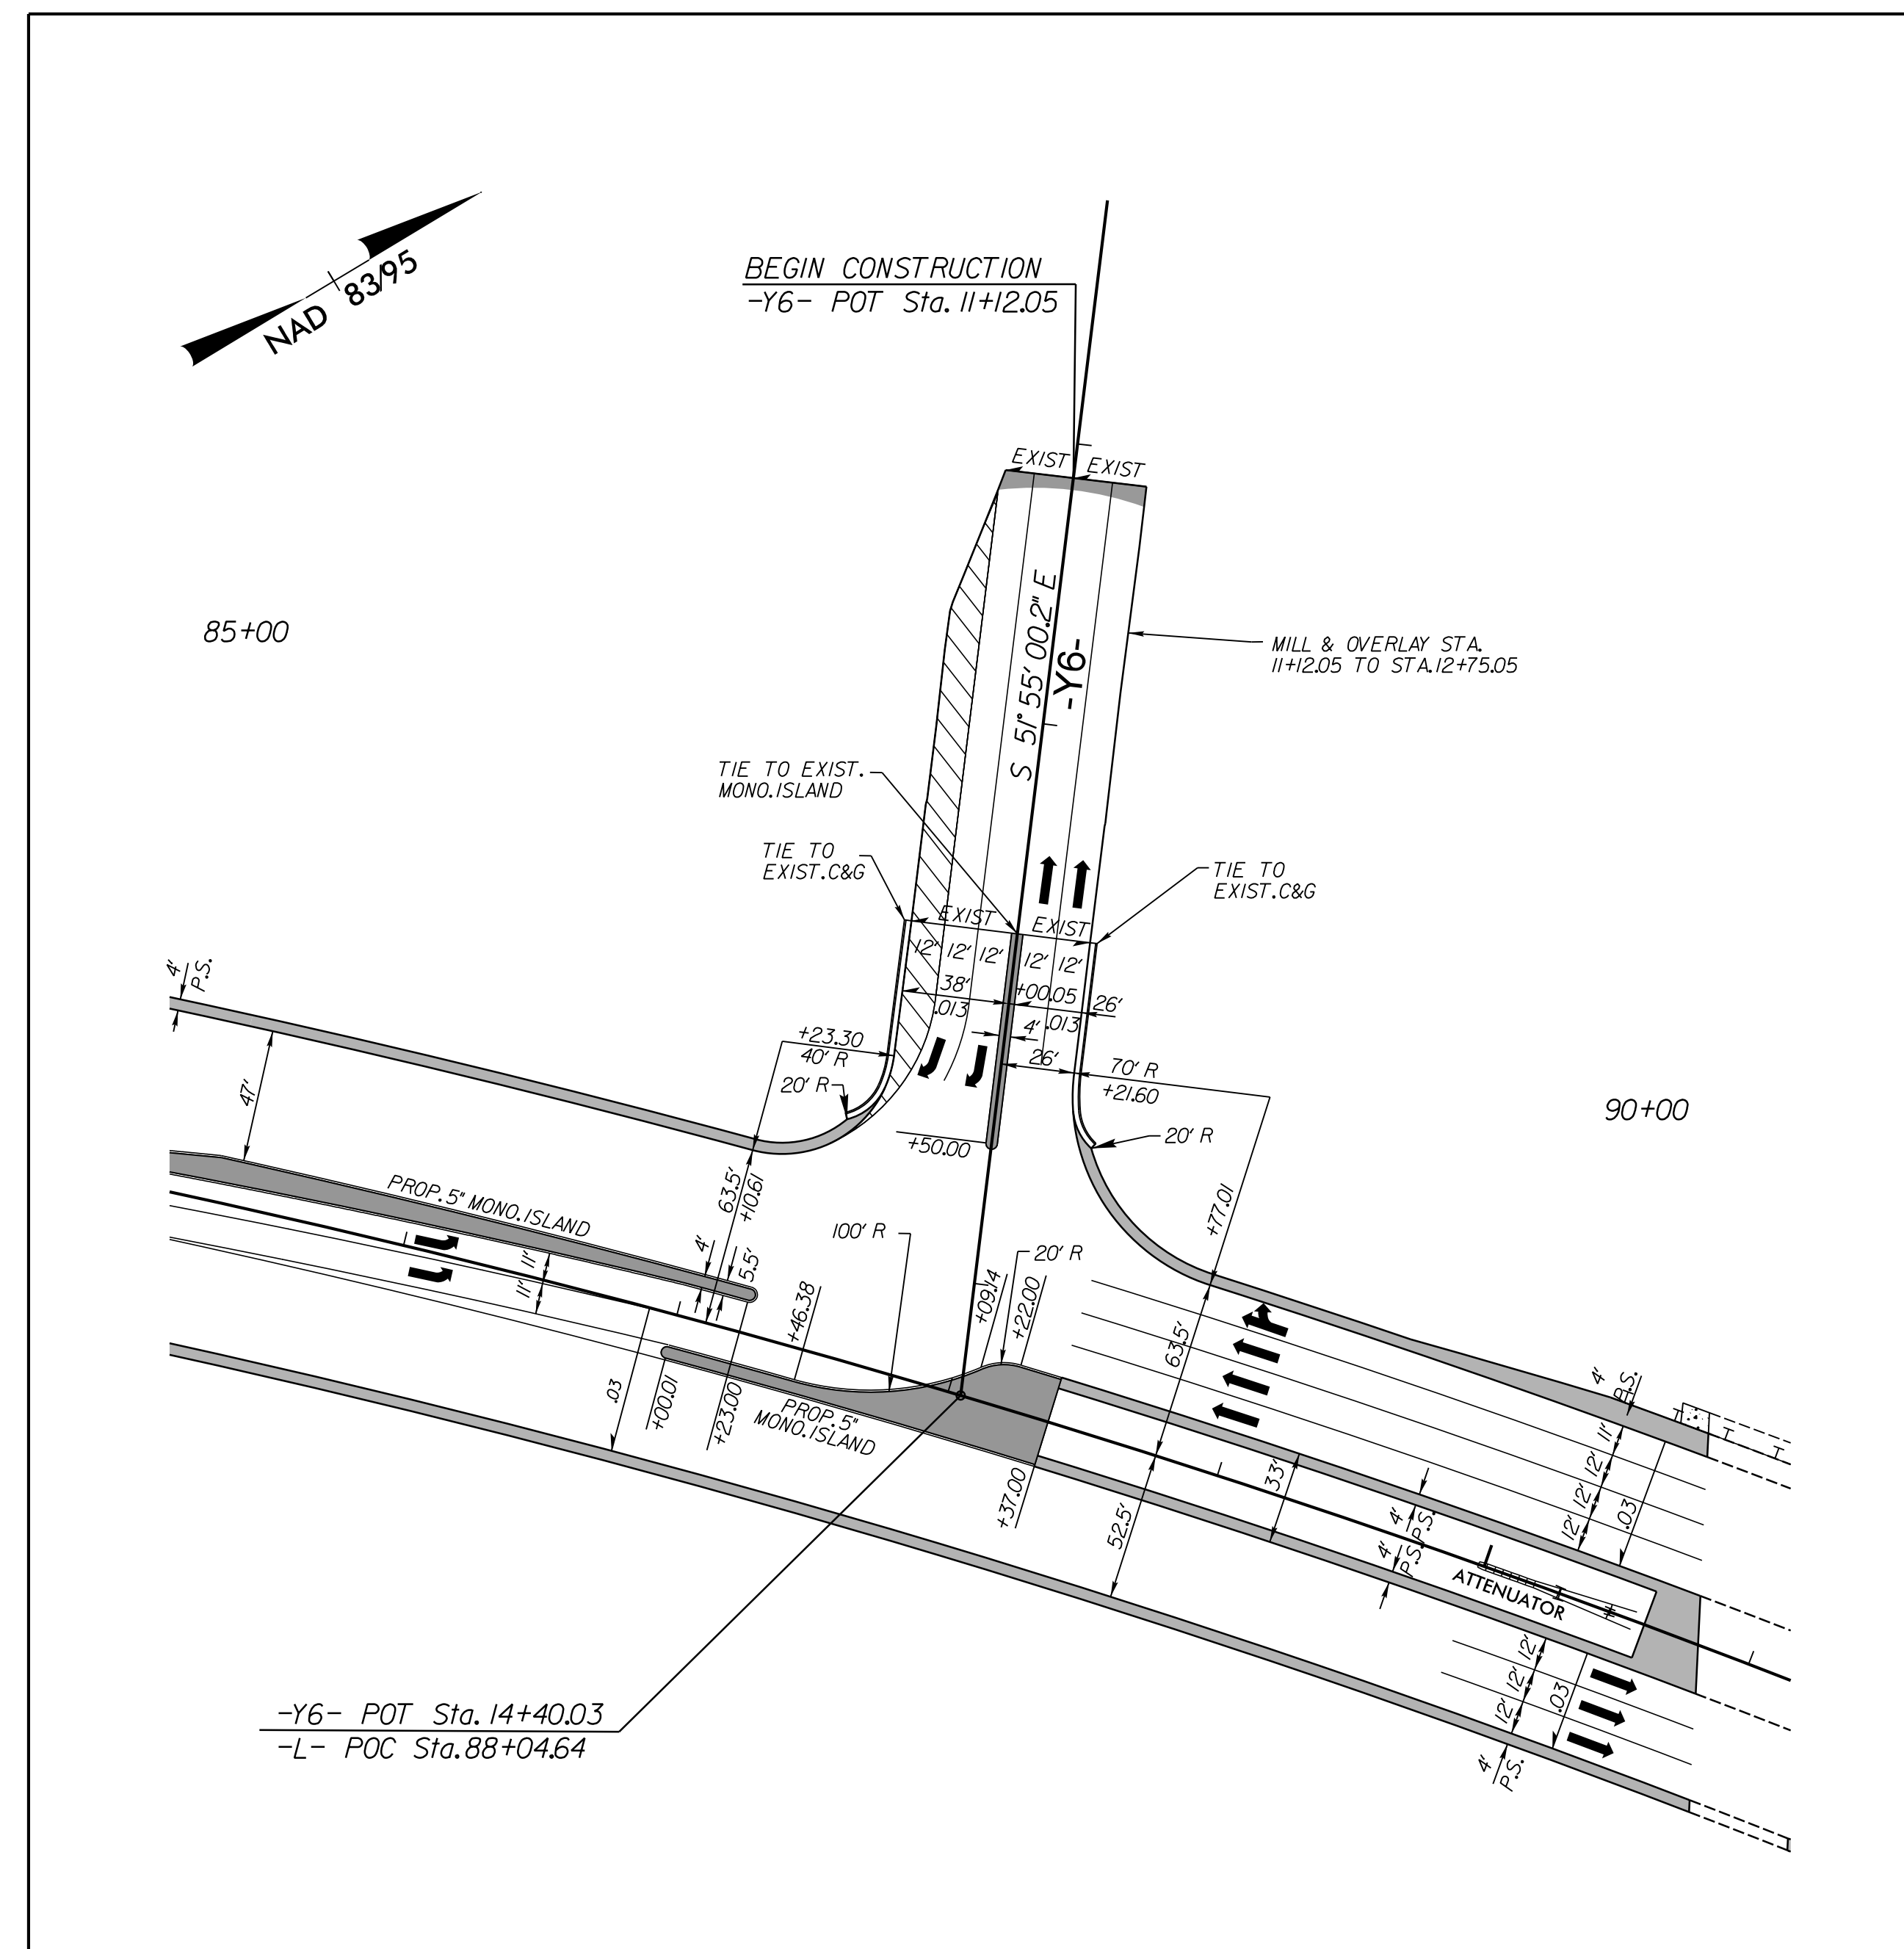 NAD 83/95
BEGIN CONSTRUCTION
-Y6- POT Sta. 11+12.05
EXIST
EXIST
85+00
S 51° 55' 00.2" E
-Y6-
MILL & OVERLAY STA.
11+12.05 TO STA. 12+75.05
TIE TO EXIST.
MONO. ISLAND
TIE TO
EXIST. C&G
TIE TO
EXIST. C&G
EXIST
EXIST
12' 12' 12'
12' 12'
38'
.013
+00.05
26'
4'
.013
4'
P.S.
+23.30
40' R
20' R
26'
70' R
+21.60
47'
90+00
20' R
+50.00
63.5'
+10.61
+77.01
PROP. 5" MONO. ISLAND
100' R
4'
5.5'
20' R
11'
11'
+46.38
+09.14
+22.00
63.5'
.03
+00.01
+23.00
PROP. 5"
MONO. ISLAND
4'
P.S.
11'
12'
12'
12'
.03
+37.00
33'
52.5'
4'
P.S.
4'
P.S.
ATTENUATOR
12'
12'
12'
.03
4'
P.S.
-Y6- POT Sta. 14+40.03
-L- POC Sta. 88+04.64